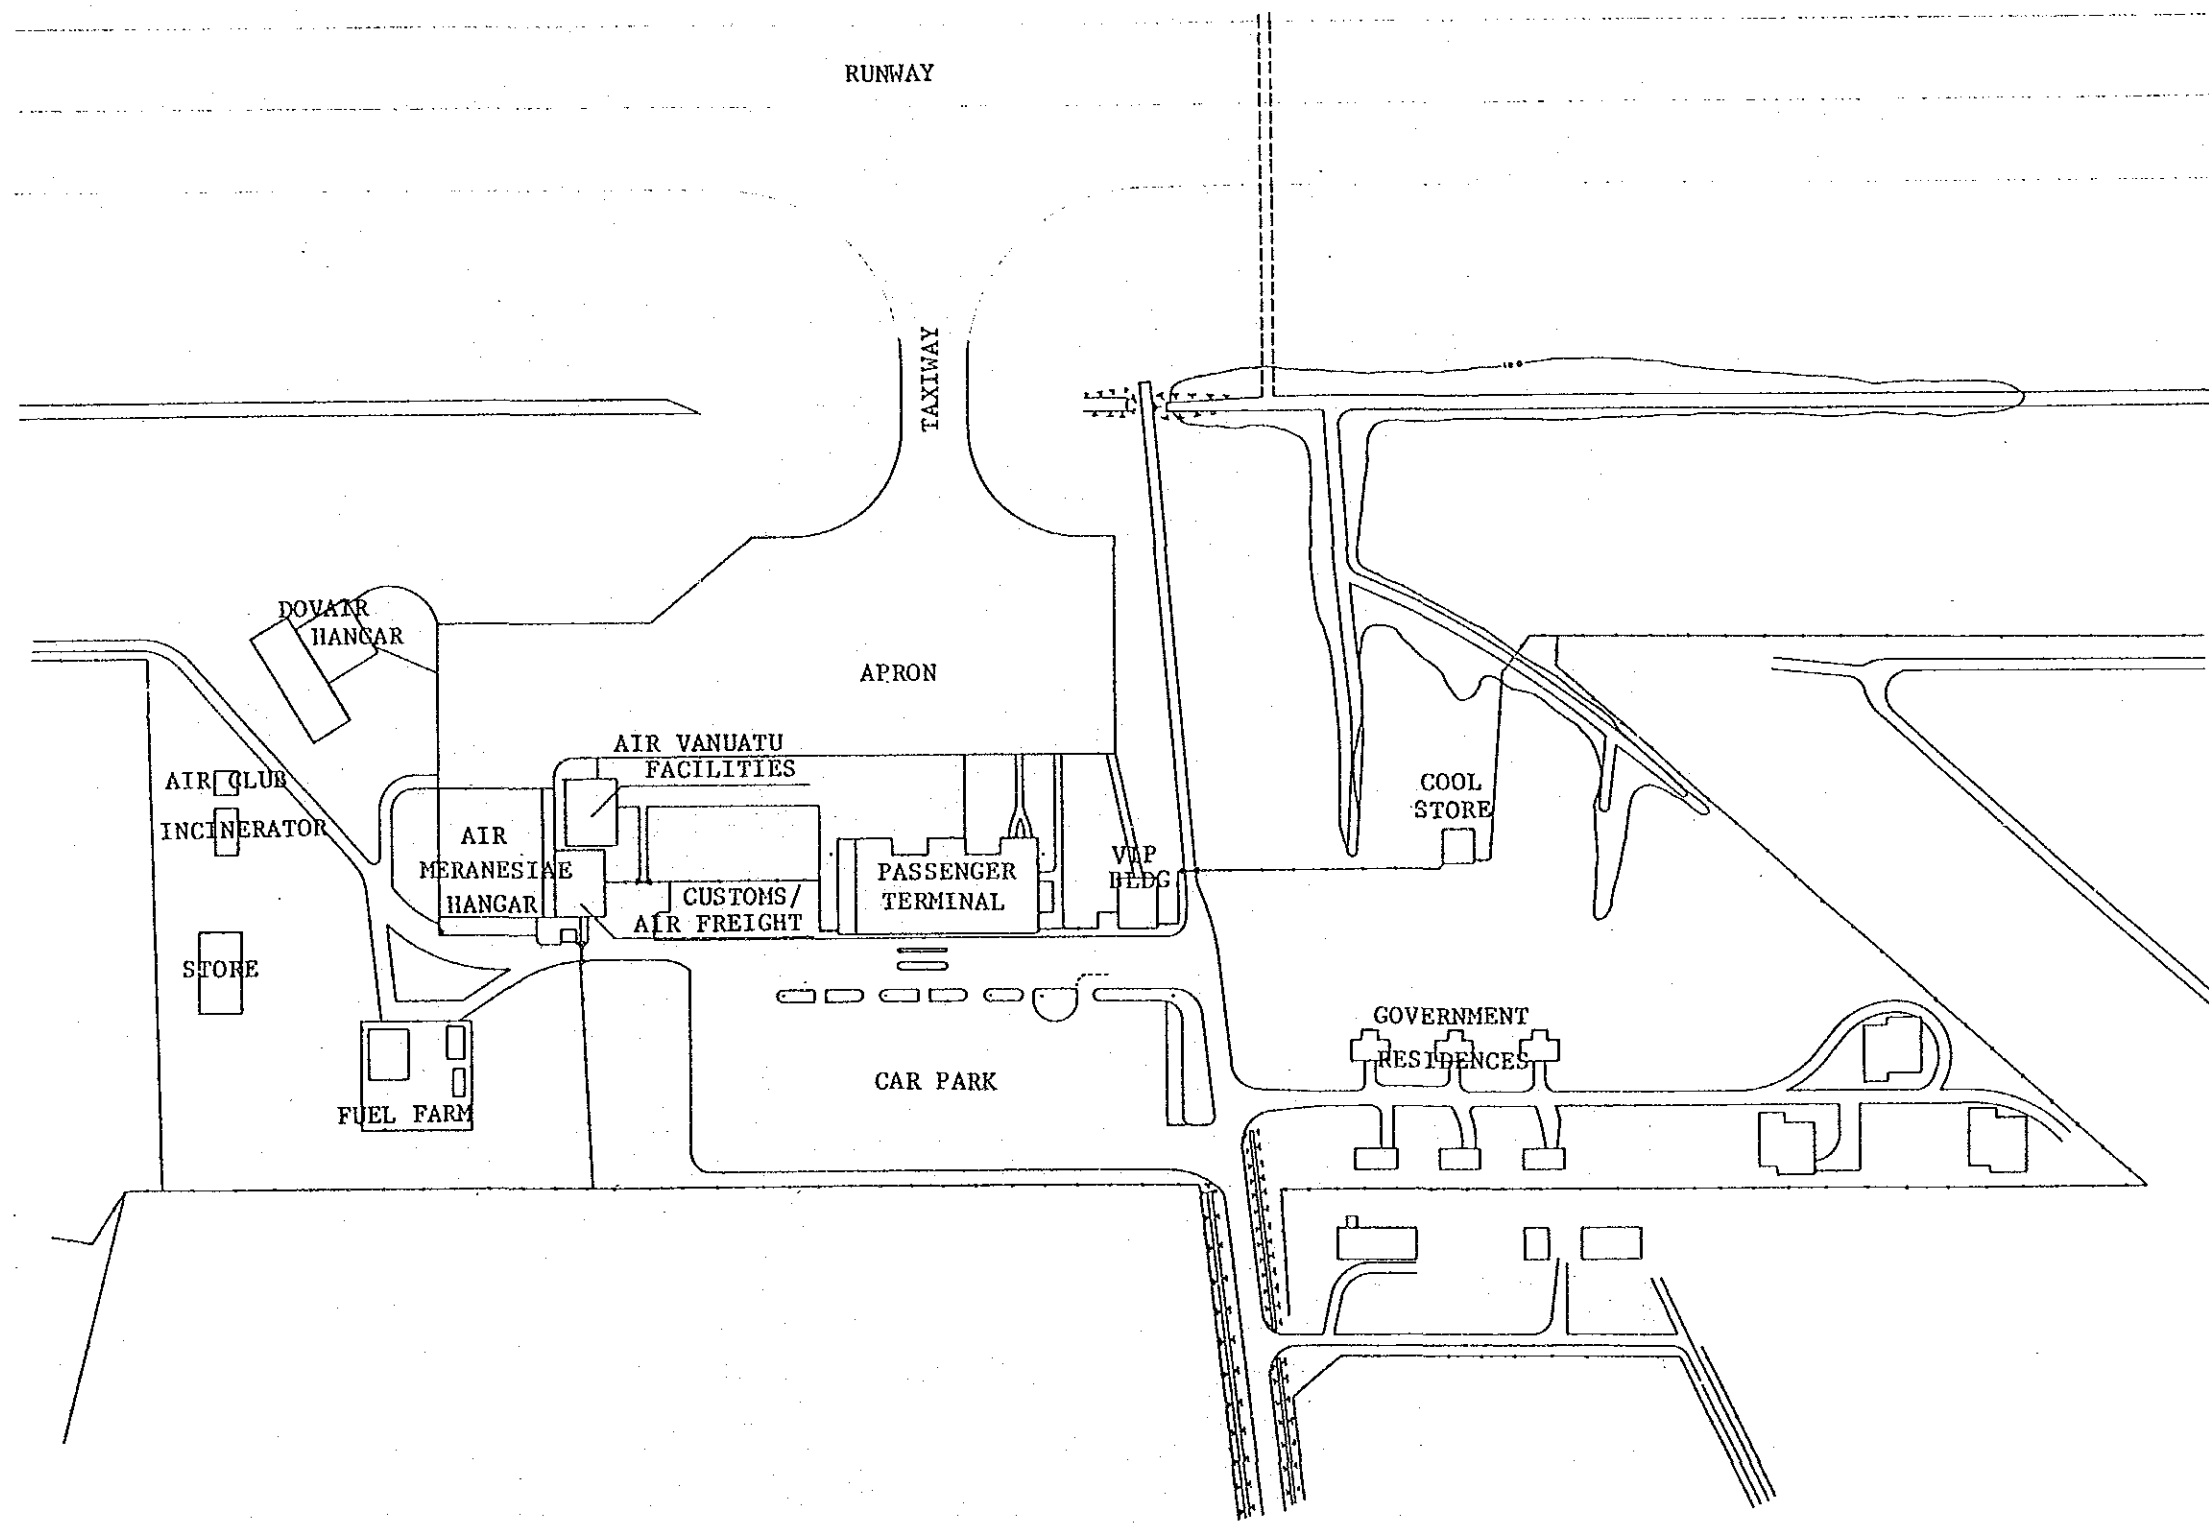 RUNWAY
TAXIWAY
DOVAIR
HANGAR
APRON
AIR VANUATU
FACILITIES
AIR CLUB
INCINERATOR
AIR
MERANESIAE
HANGAR
CUSTOMS/
AIR FREIGHT
PASSENGER
TERMINAL
VIP
BLDG
COOL
STORE
STORE
GOVERNMENT
RESIDENCES
CAR PARK
FUEL FARM